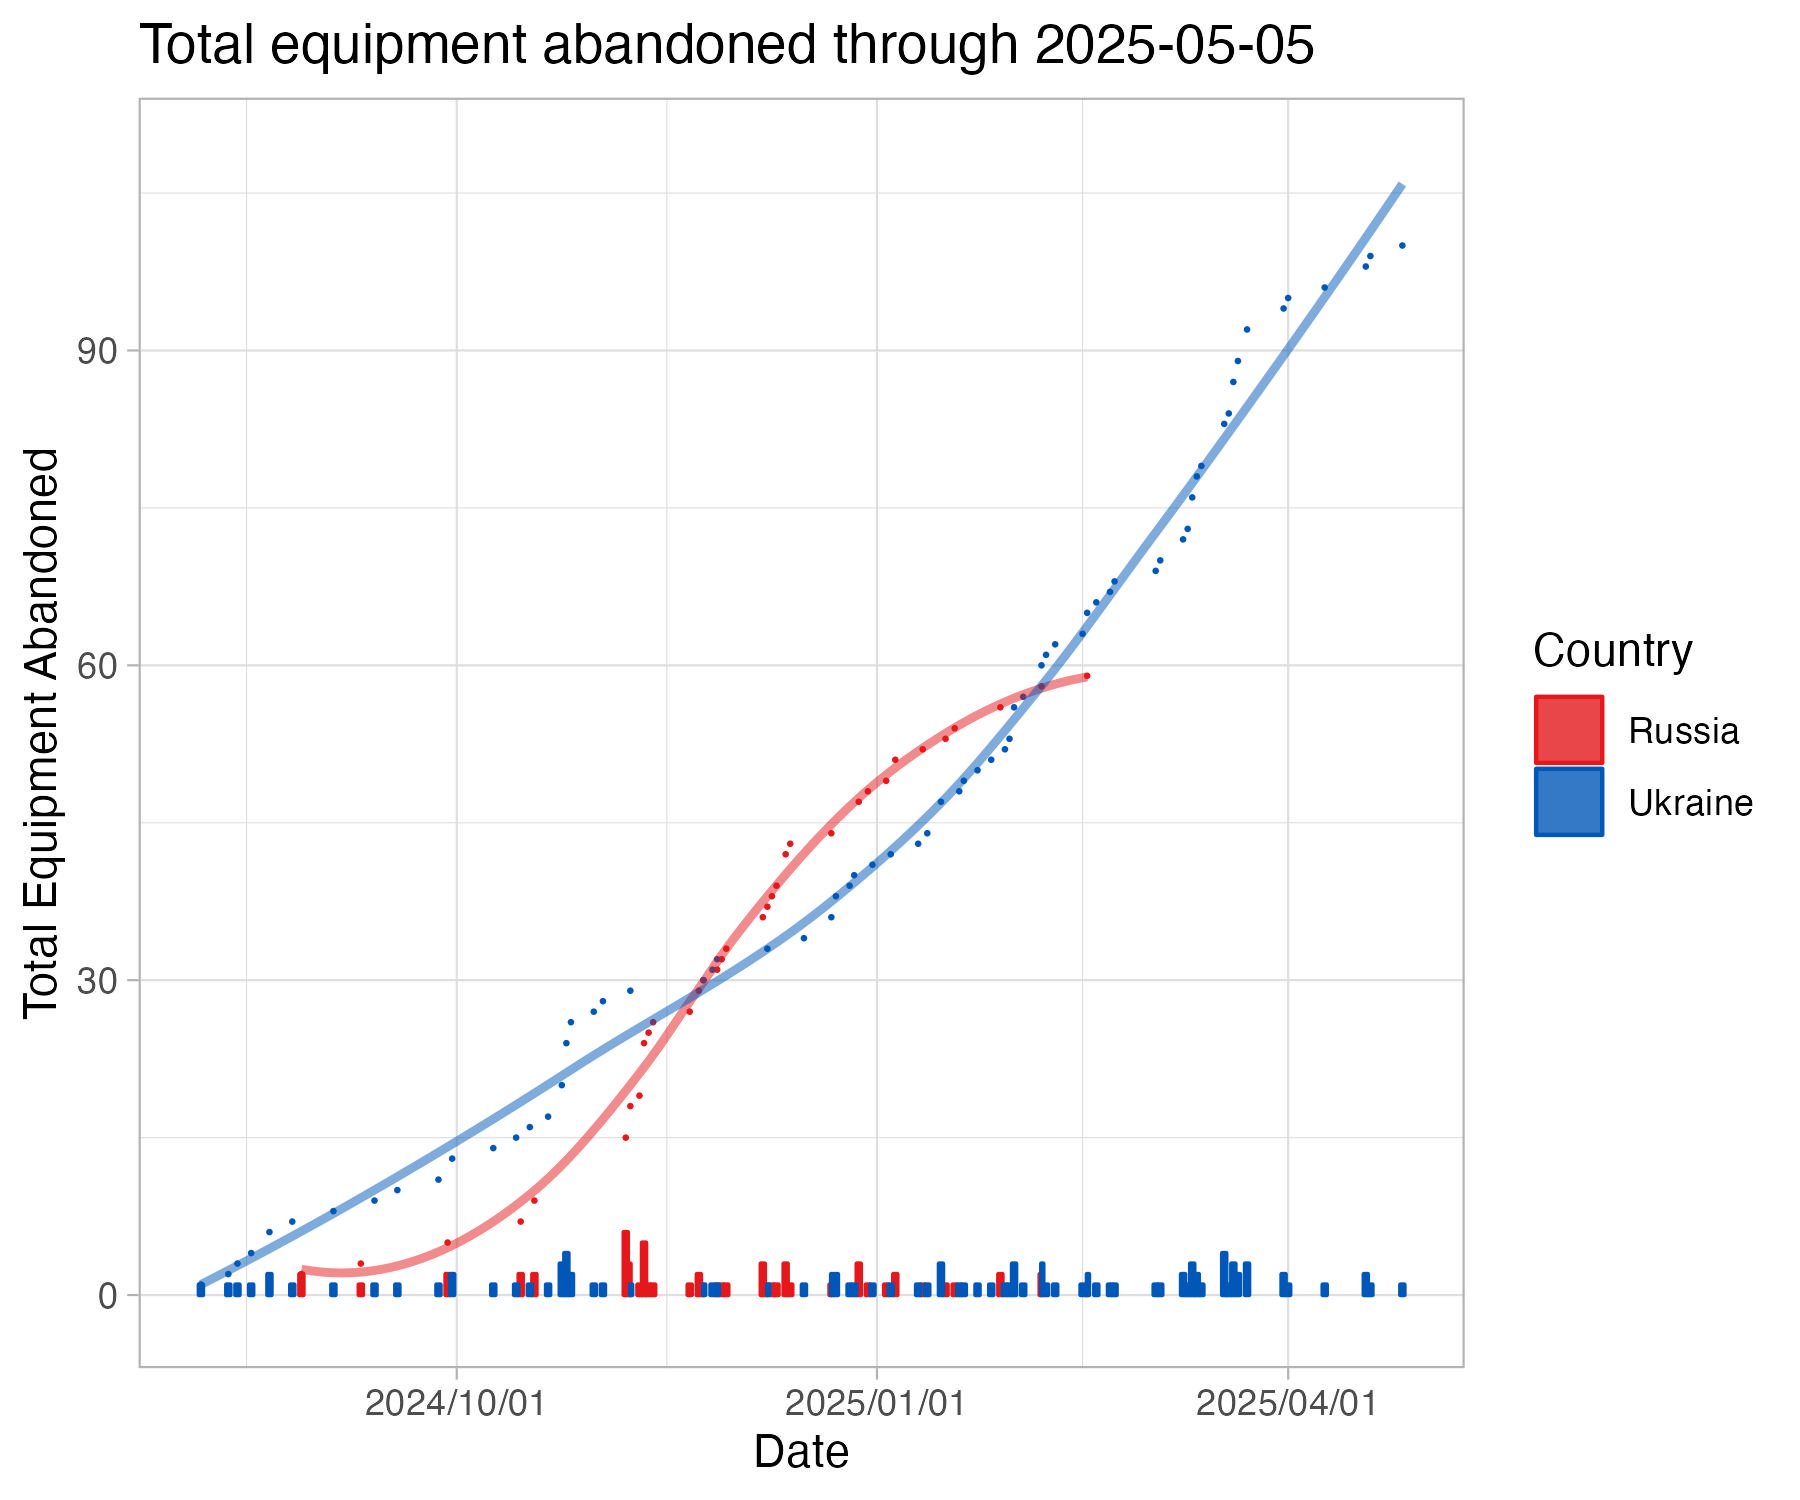 Total equipment abandoned through 2025-05-05
Total Equipment Abandoned
90
60
30
0
2024/10/01
2025/01/01
2025/04/01
Date
Country
Russia
Ukraine